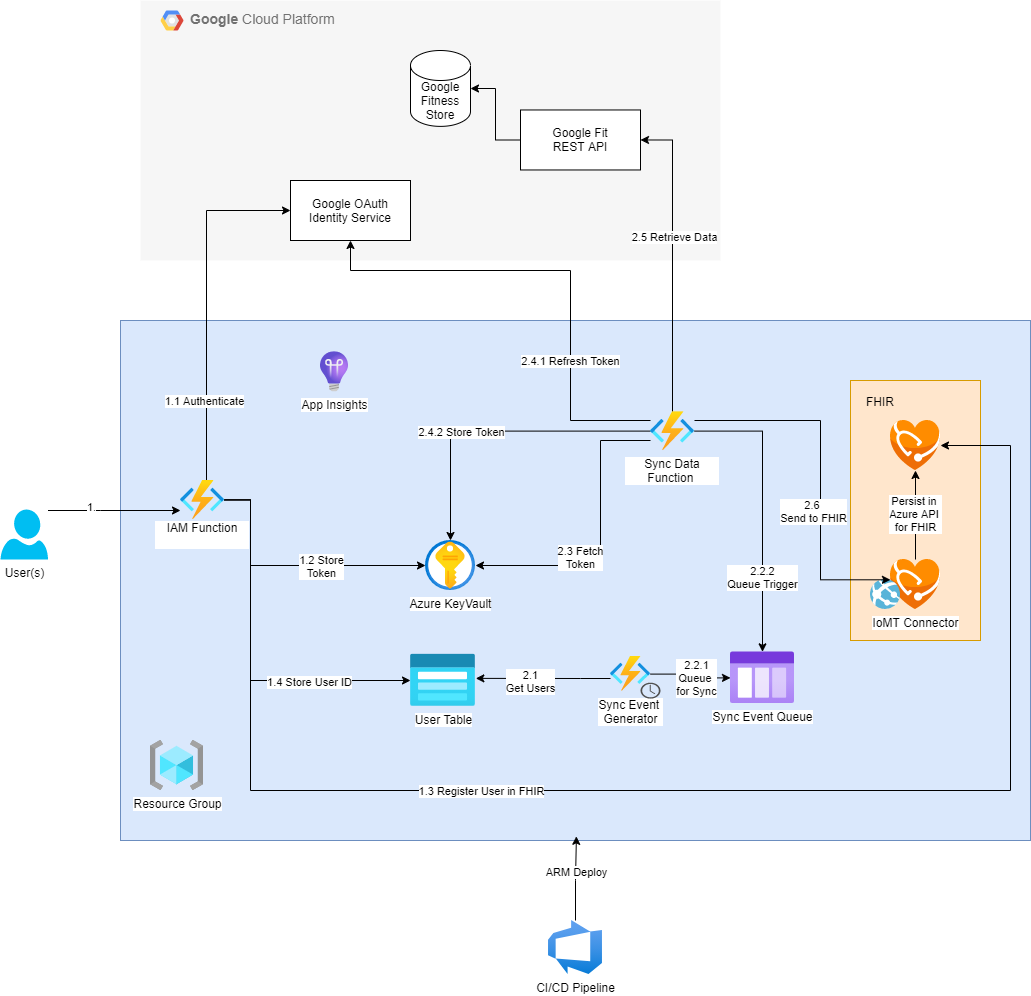 Google Cloud Platform
Google
Fitness
Store
Google Fit
REST API
Google OAuth
Identity Service
2.5 Retrieve Data
2.4.1 Refresh Token
App Insights
1.1 Authenticate
FHIR
2.4.2 Store Token
Sync Data
Function
1.
IAM Function
User(s)
2.6
Send to FHIR
Persist in
Azure API
for FHIR
1.2 Store
Token
2.3 Fetch
Token
2.2.2
Queue Trigger
Azure KeyVault
IoMT Connector
1.4 Store User ID
2.1
Get Users
2.2.1
Queue
for Sync
User Table
Sync Event
Generator
Sync Event Queue
Resource Group
1.3 Register User in FHIR
ARM Deploy
CI/CD Pipeline